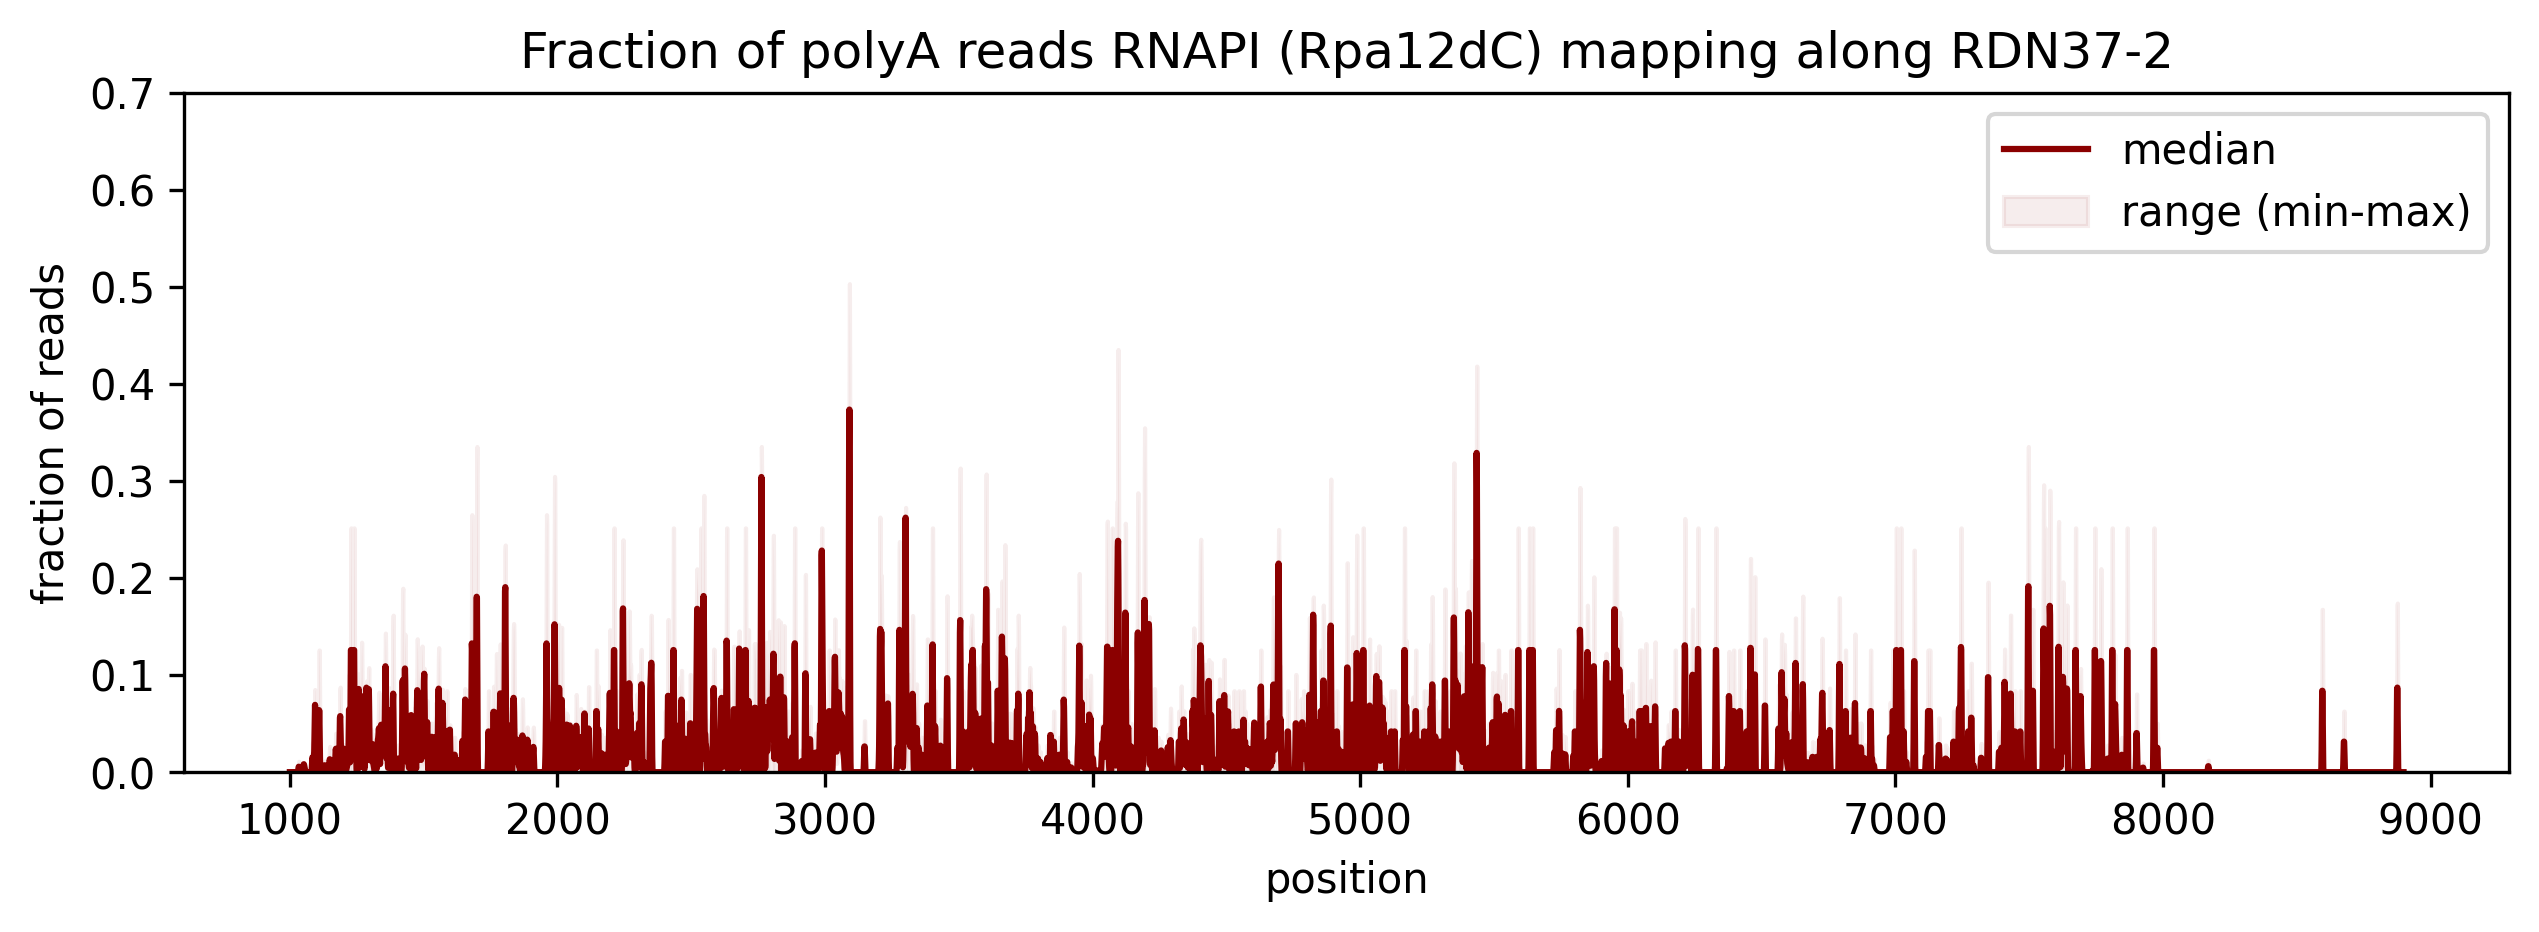 Fraction of polyA reads RNAPI (Rpa12dC) mapping along RDN37-2
0.7
0.6
0.5
0.4
0.3
0.2
0.1
0.0
fraction of reads
median
range (min-max)
1000 2000 3000 4000 5000 6000 7000 8000 9000
position